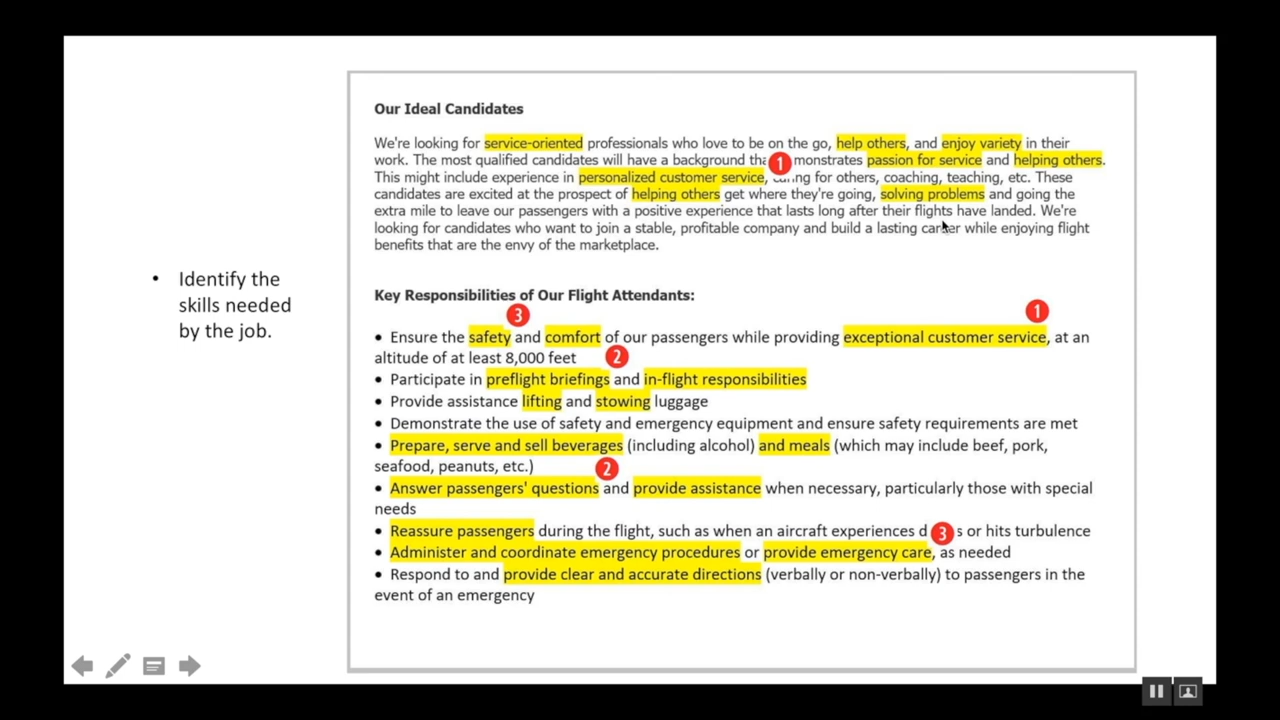 Our Ideal Candidates
We're looking for service-oriented professionals who love to be on the go, help others, and enjoy variety in their
work. The most qualified candidates will have a background tha 1 monstrates passion for service and helping others.
This might include experience in personalized customer service, caring for others, coaching, teaching, etc. These
candidates are excited at the prospect of helping others get where they're going, solving problems and going the
extra mile to leave our passengers with a positive experience that lasts long after their flights have landed. We're
looking for candidates who want to join a stable, profitable company and build a lasting career while enjoying flight
benefits that are the envy of the marketplace.
• Identify the
skills needed
by the job.
Key Responsibilities of Our Flight Attendants:
3
1
• Ensure the safety and comfort of our passengers while providing exceptional customer service, at an
altitude of at least 8,000 feet
2
• Participate in preflight briefings and in-flight responsibilities
• Provide assistance lifting and stowing luggage
• Demonstrate the use of safety and emergency equipment and ensure safety requirements are met
• Prepare, serve and sell beverages (including alcohol) and meals (which may include beef, pork,
seafood, peanuts, etc.)
2
• Answer passengers' questions and provide assistance when necessary, particularly those with special
needs
• Reassure passengers during the flight, such as when an aircraft experiences d 3 s or hits turbulence
• Administer and coordinate emergency procedures or provide emergency care, as needed
• Respond to and provide clear and accurate directions (verbally or non-verbally) to passengers in the
event of an emergency